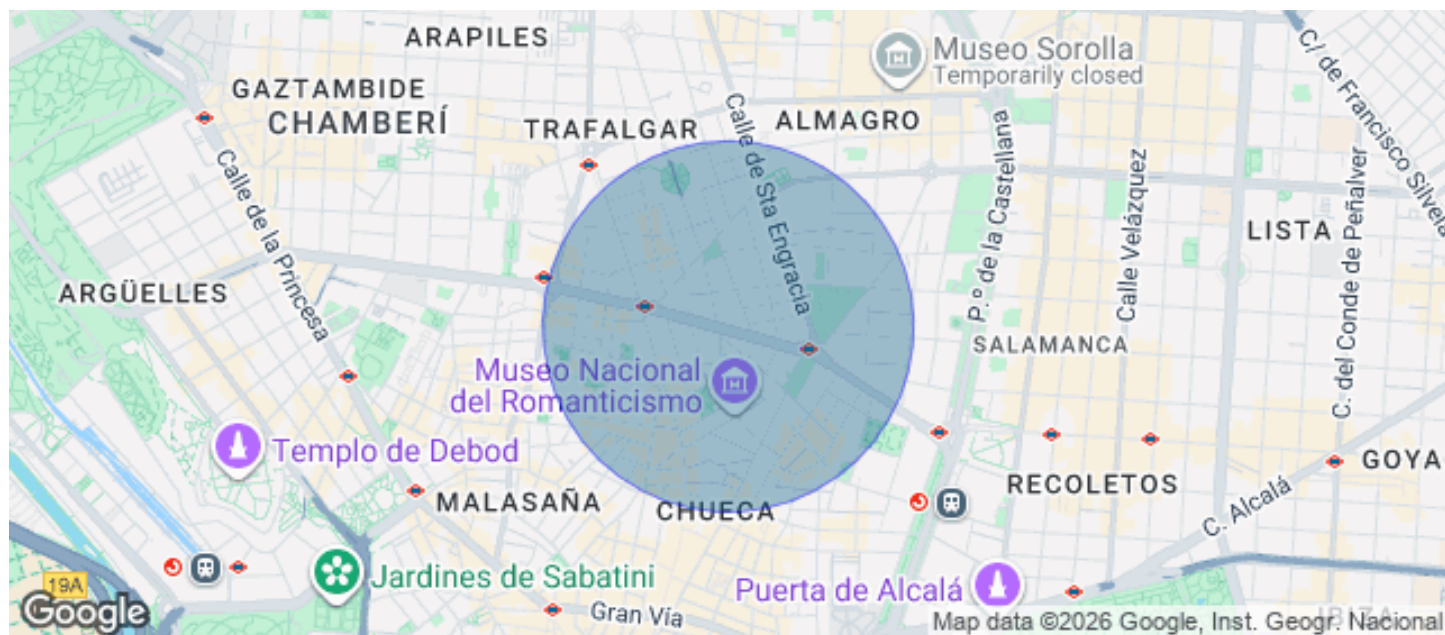 ARAPILES
Museo Sorolla
Temporarily closed
C/ de Francisco Silvela
GAZTAMBIDE
CHAMBERÍ
TRAFALGAR
Calle de Sta Engracia
ALMAGRO
P.º de la Castellana
Calle Velázquez
C. del Conde de Peñalver
Calle de la Princesa
LISTA
ARGÜELLES
SALAMANCA
Museo Nacional
del Romanticismo
Templo de Debod
MALASAÑA
CHUECA
RECOLETOS
GOYA
C. Alcalá
Jardines de Sabatini
Puerta de Alcalá
19A
Gran Vía
IBIZA
Google
Map data ©2026 Google, Inst. Geogr. Nacional